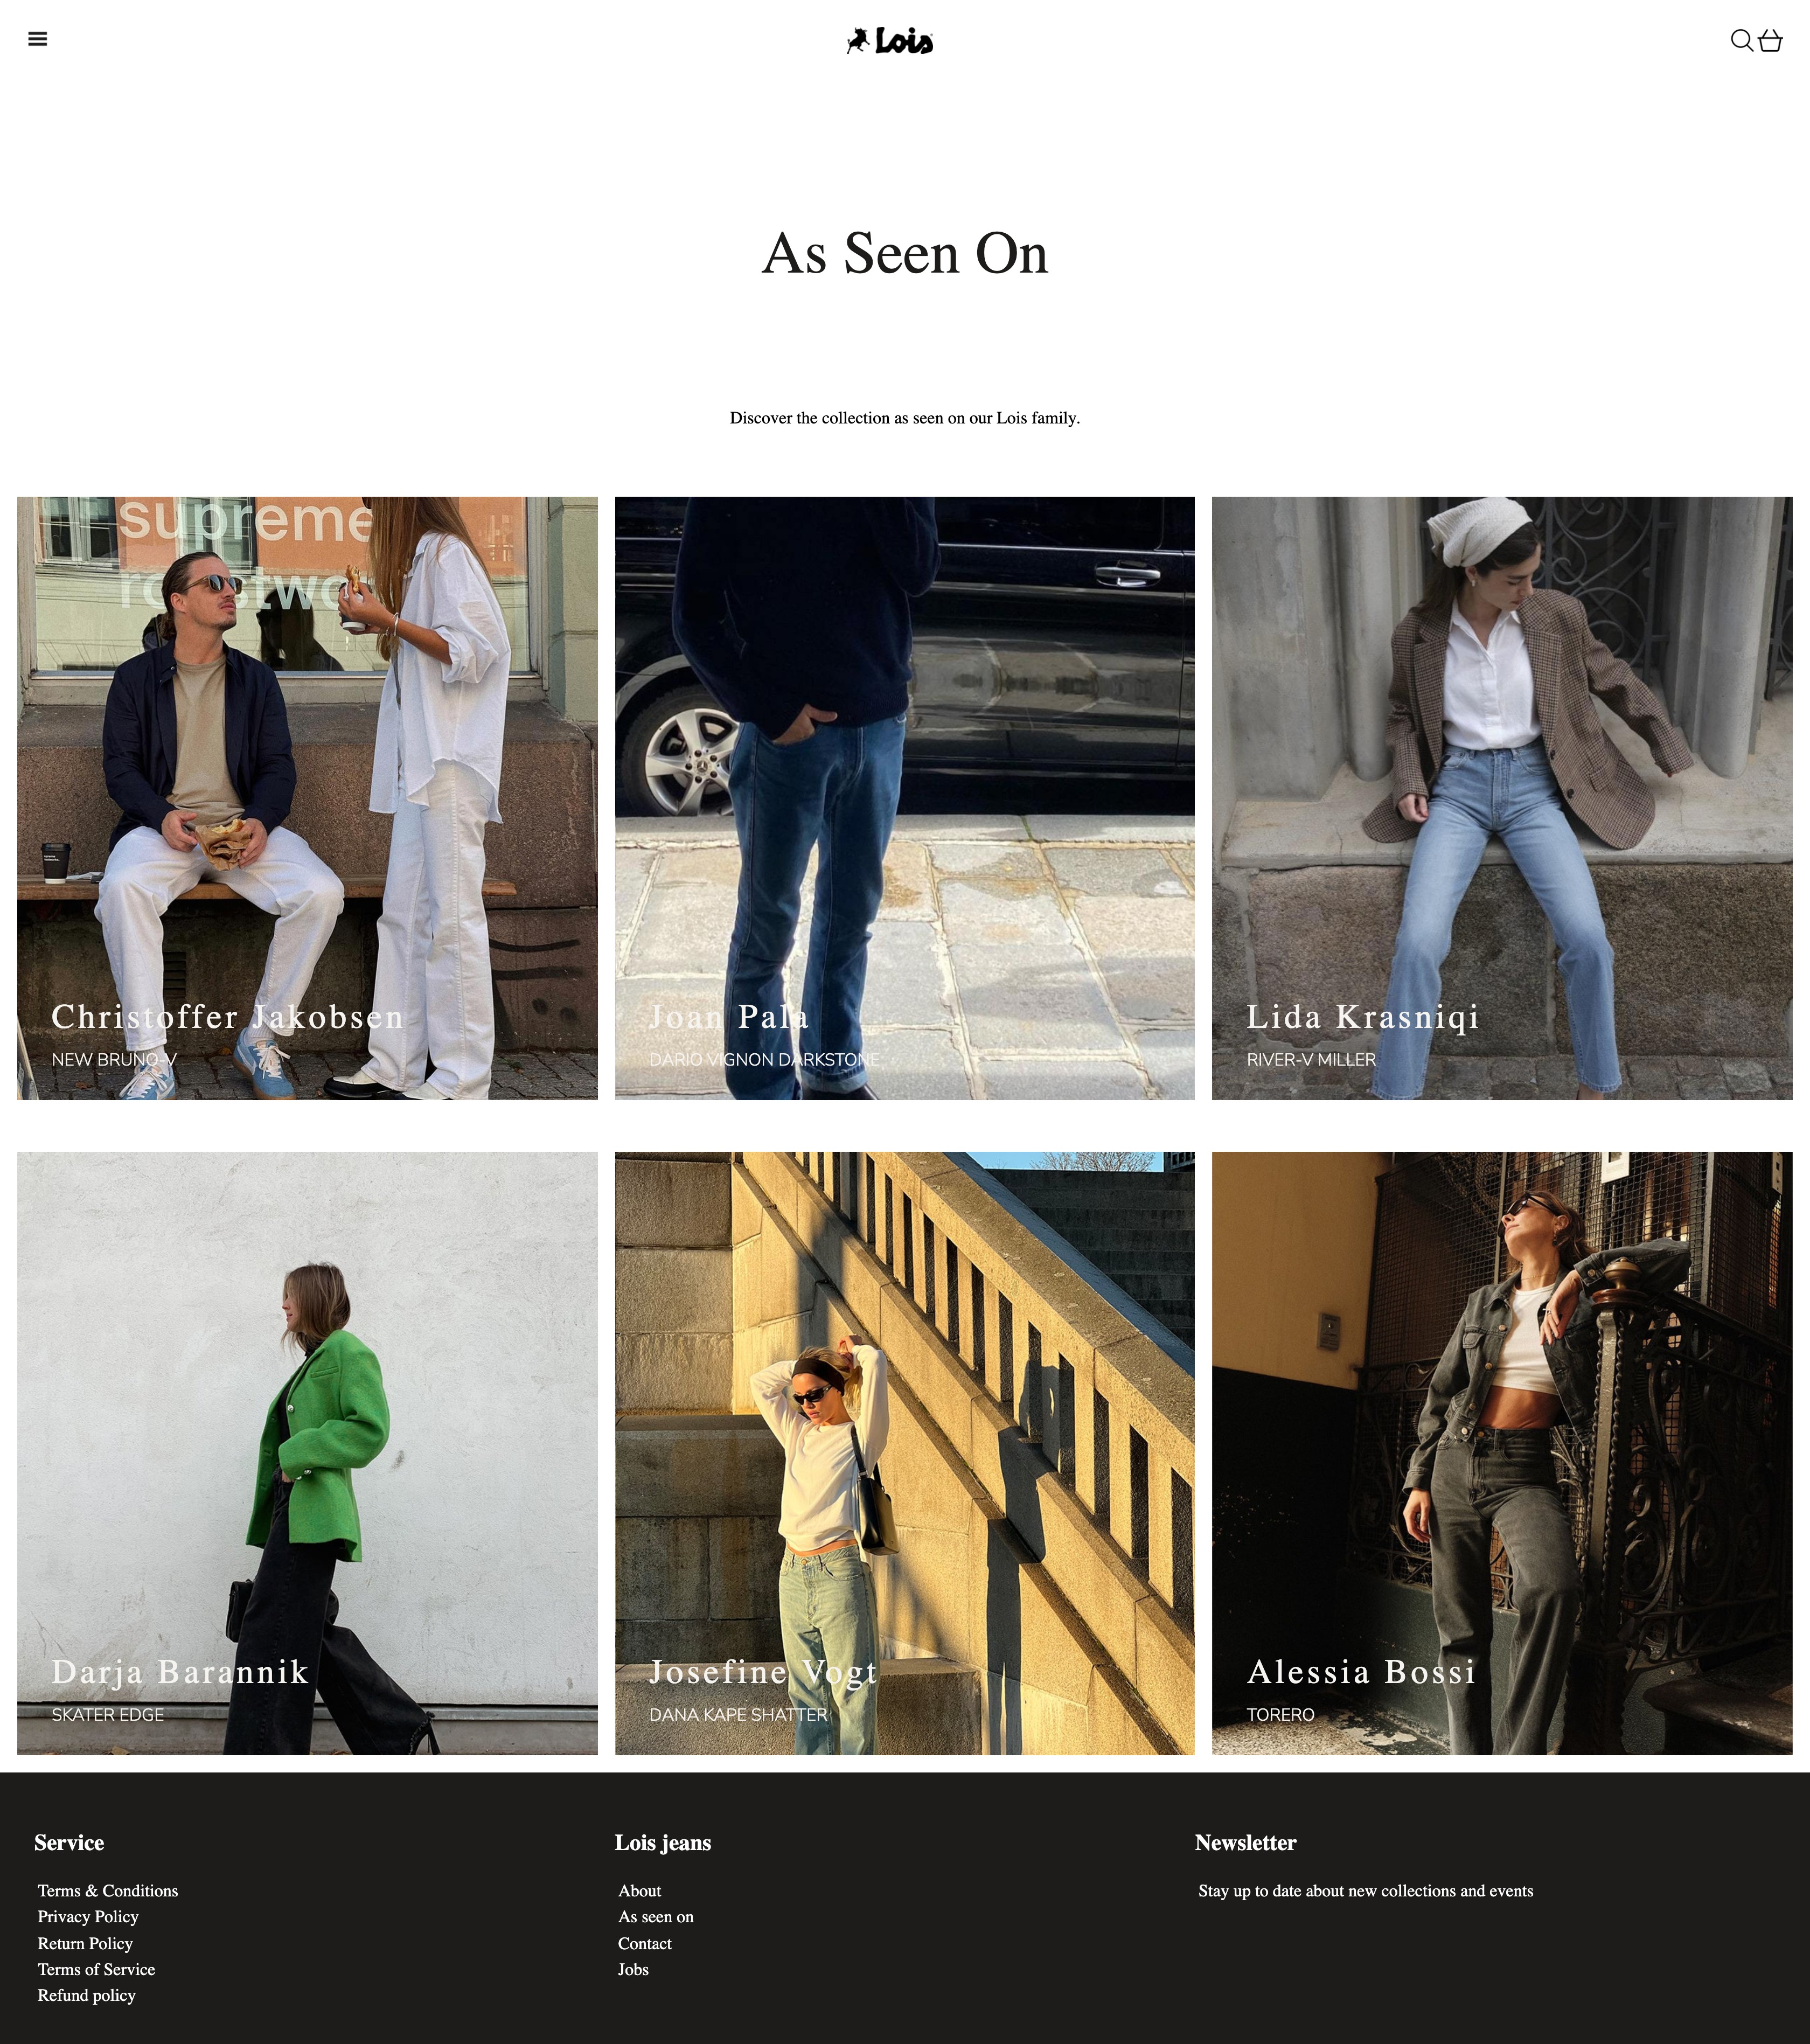 Lois
As Seen On
Discover the collection as seen on our Lois family.
supreme
Christoffer Jakobsen
NEW BRUNO-V
Joan Pala
DARIO VIGNON DARKSTONE
Lida Krasniqi
RIVER-V MILLER
Darja Barannik
SKATER EDGE
Josefine Vogt
DANA KAPE SHATTER
Alessia Bossi
TORERO
Service
Terms & Conditions
Privacy Policy
Return Policy
Terms of Service
Refund policy
Lois jeans
About
As seen on
Contact
Jobs
Newsletter
Stay up to date about new collections and events